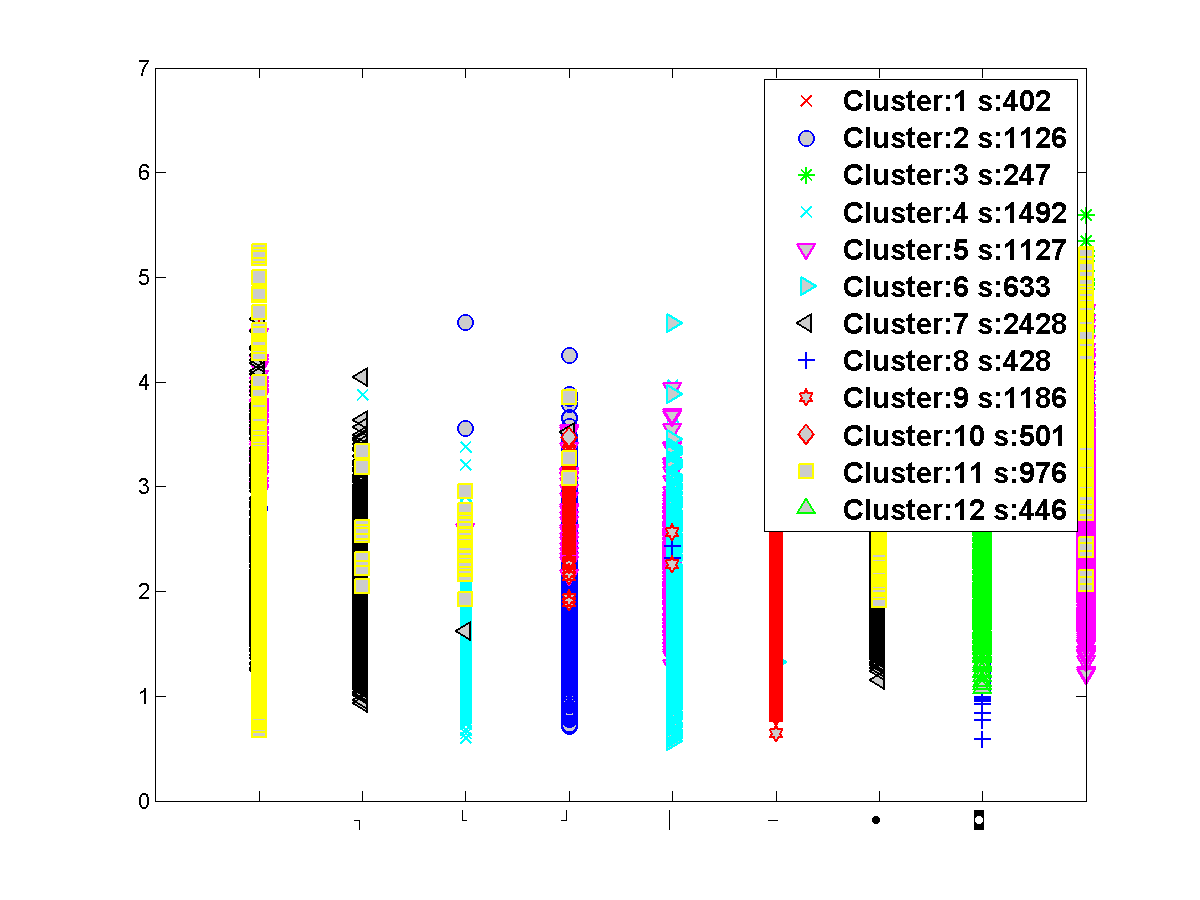 7
6
5
4
3
2
1
0
Cluster:1 s:402
Cluster:2 s:1126
Cluster:3 s:247
Cluster:4 s:1492
Cluster:5 s:1127
Cluster:6 s:633
Cluster:7 s:2428
Cluster:8 s:428
Cluster:9 s:1186
Cluster:10 s:501
Cluster:11 s:976
Cluster:12 s:446
┐ └ ┘ │ ─ • ◘